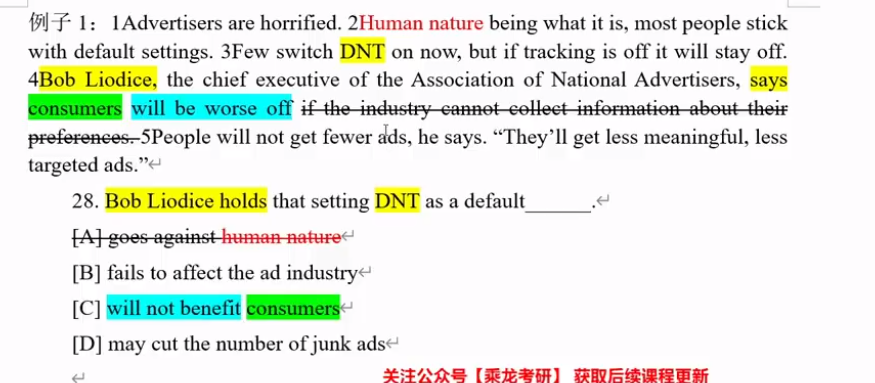 例子 1：1Advertisers are horrified. 2Human nature being what it is, most people stick
with default settings. 3Few switch DNT on now, but if tracking is off it will stay off.
4Bob Liodice, the chief executive of the Association of National Advertisers, says
consumers will be worse off if the industry cannot collect information about their
preferences. 5People will not get fewer ads, he says. “They’ll get less meaningful, less
targeted ads.”
28. Bob Liodice holds that setting DNT as a default______.
[A] goes against human nature
[B] fails to affect the ad industry
[C] will not benefit consumers
[D] may cut the number of junk ads
关注公众号【乘龙考研】 获取后续课程更新